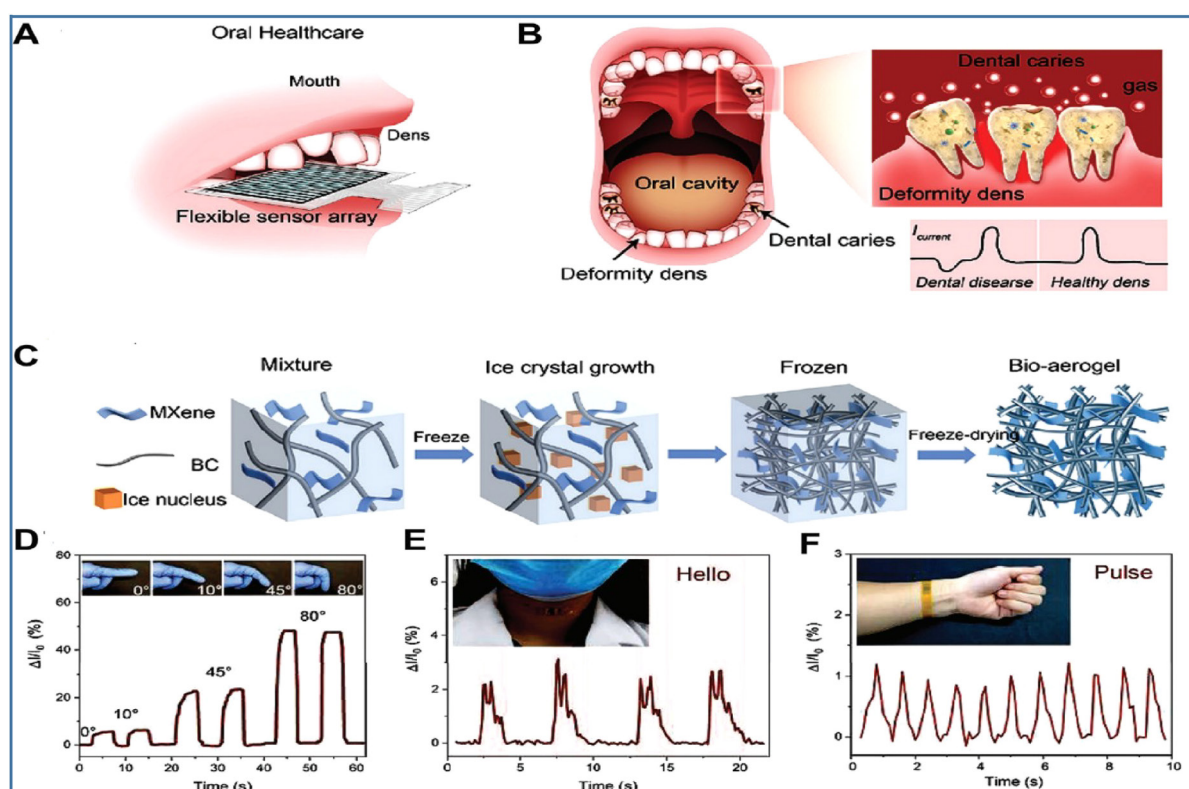 A
Oral Healthcare
Mouth
Dens
Flexible sensor array
B
Oral cavity
Dental caries
Deformity dens
Dental caries
gas
Deformity dens
Icurrent
Dental disearse
Healthy dens
C
Mixture
Ice crystal growth
Frozen
Bio-aerogel
MXene
BC
Ice nucleus
Freeze
Freeze-drying
D
ΔI/I0 (%)
80
60
40
20
0
0° 10° 45° 80°
0°
10°
45°
80°
0 10 20 30 40 50 60
Time (s)
E
Hello
ΔI/I0 (%)
6
4
2
0
0 5 10 15 20
Time (s)
F
Pulse
ΔI/I0 (%)
3
2
1
0
0 2 4 6 8 10
Time (s)